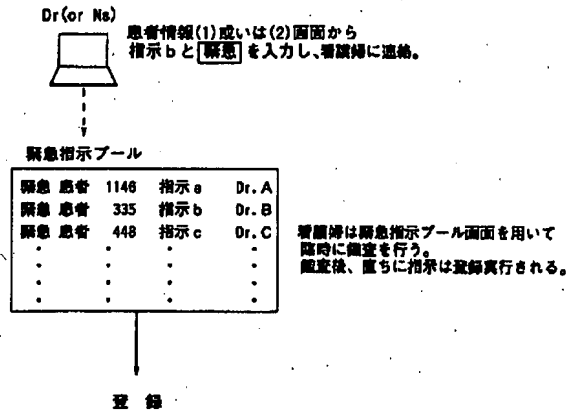 Dr(or Ns)
患者情報(1)或いは(2)画面から
指示bと緊急を入力し、看護婦に連絡。
緊急指示プール
緊急 患者 1146 指示a Dr.A
緊急 患者 335 指示b Dr.B
緊急 患者 448 指示c Dr.C
看護婦は緊急指示プール画面を用いて
臨時に鑑査を行う。
鑑査後、直ちに指示は登録実行される。
登 録